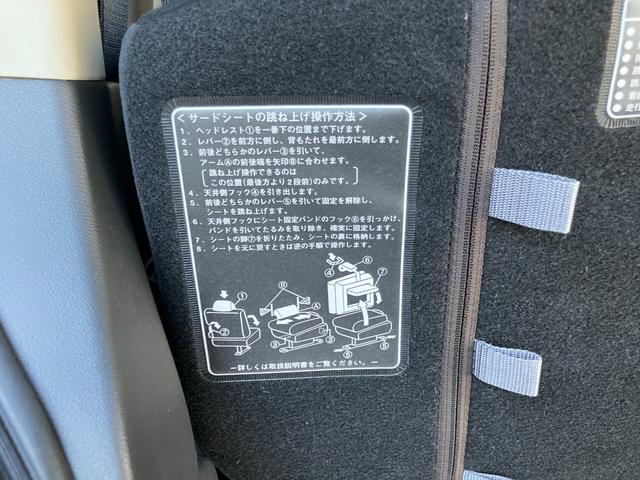 ＜サードシートの跳ね上げ操作方法＞
1．ヘッドレスト①を一番下の位置まで下げます。
2．レバー②を前方に倒し、背もたれを最前方に倒します。
3．前後どちらかのレバー③を引いて、
アームⒶの前後端を矢印Ⓑに合わせます。
跳ね上げ操作できるのは
この位置(最後方より2段前)のみです。
4．天井側フック④を引き出します。
5．前後どちらかのレバー⑤を引いて固定を解除し、
シートを跳ね上げます。
6．天井側フックにシート固定バンドのフック⑥を引っかけ、
バンドを引いてたるみを取り除き、確実に固定します。
7．シートの脚⑦を折りたたみ、シートの裏に格納します。
8．シートを元に戻すときは逆の手順で操作します。
① ② ③ Ⓐ ③ ④ ⑥ ⑦ ⑤ ⑤
ー詳しくは取扱説明書をご覧ください。ー